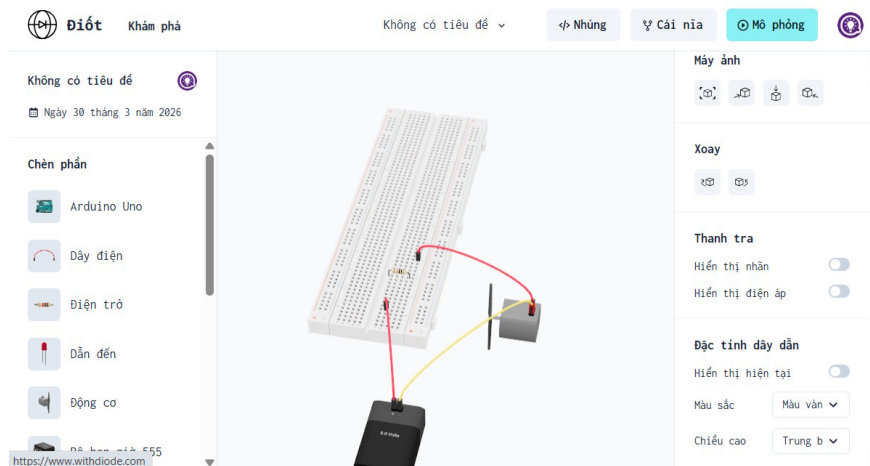 Điốt
Khám phá
Không có tiêu đề
</> Nhúng
Cái nĩa
Mô phỏng
Không có tiêu đề
Ngày 30 tháng 3 năm 2026
Chèn phần
Arduino Uno
Dây điện
Điện trở
Dẫn đến
Động cơ
555
https://www.withdiode.com
Máy ảnh
Xoay
Thanh tra
Hiển thị nhãn
Hiển thị điện áp
Đặc tính dây dẫn
Hiển thị hiện tại
Màu sắc
Màu vàn
Chiều cao
Trung b